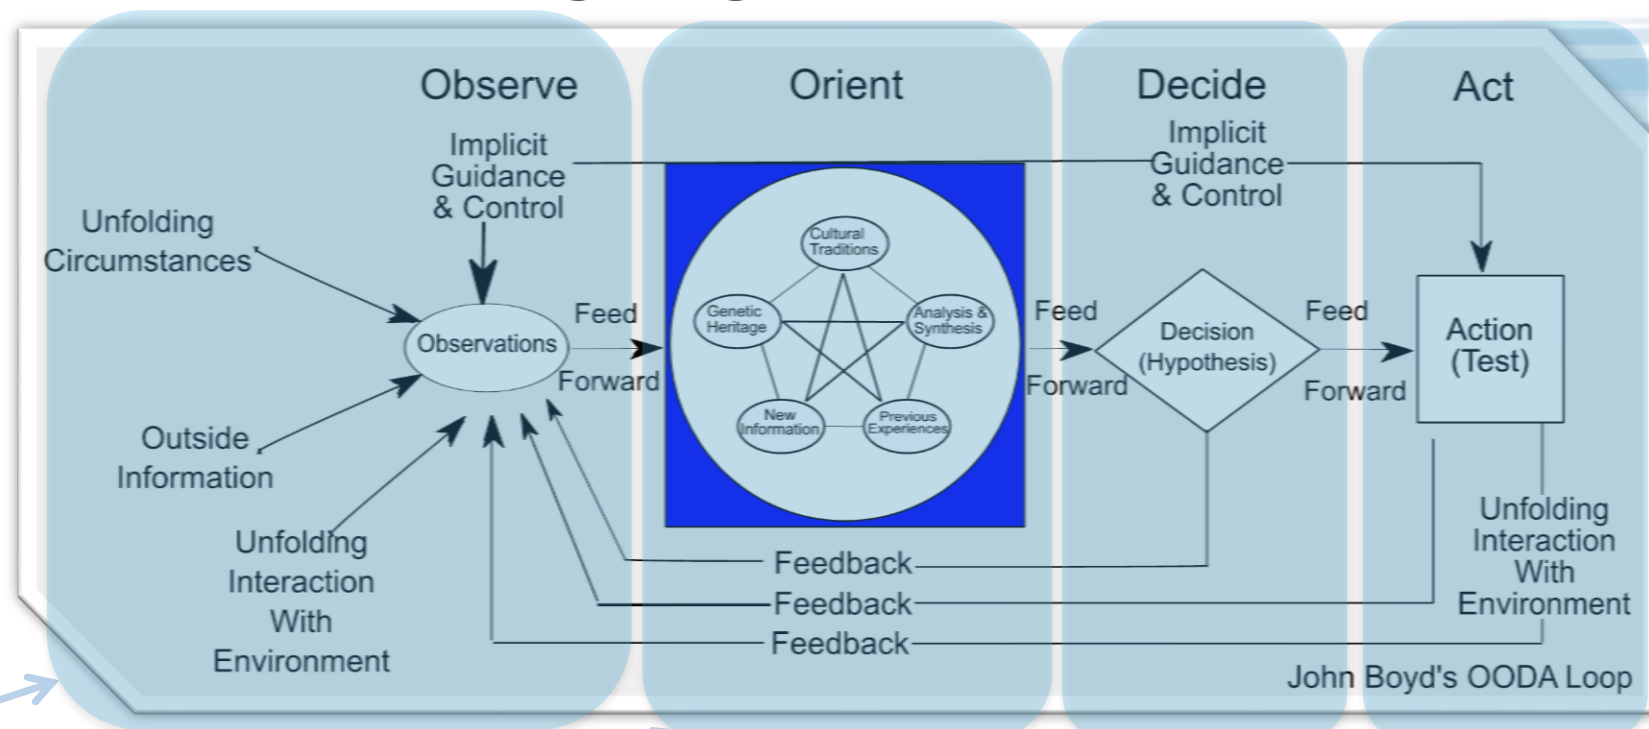 Observe
Orient
Decide
Act
Implicit
Guidance
& Control
Implicit
Guidance
& Control
Unfolding
Circumstances
Observations
Outside
Information
Unfolding
Interaction
With
Environment
Feed
Forward
Cultural
Traditions
Genetic
Heritage
Analysis &
Synthesis
New
Information
Previous
Experiences
Feed
Forward
Decision
(Hypothesis)
Feed
Forward
Action
(Test)
Unfolding
Interaction
With
Environment
Feedback
Feedback
Feedback
John Boyd's OODA Loop